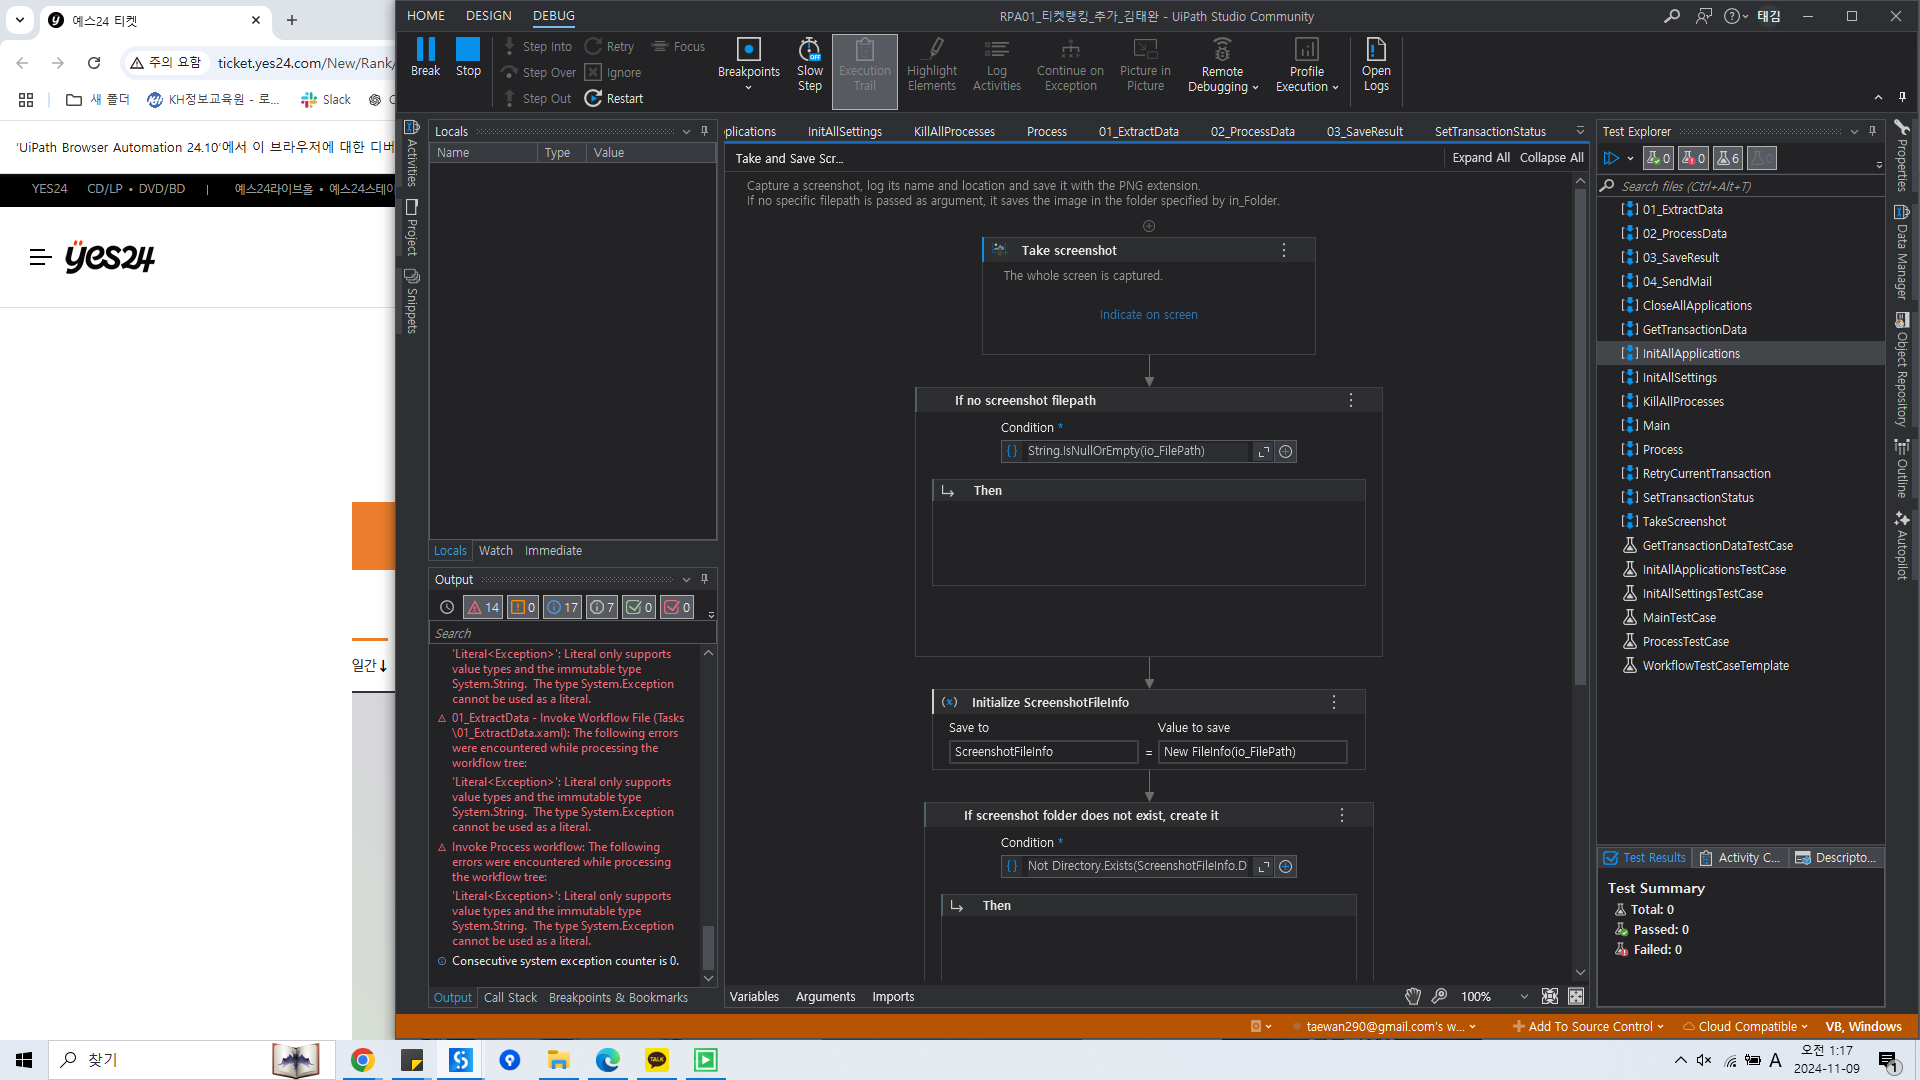 예스24 티켓
주의 요함
ticket.yes24.com/New/Rank/
새 폴더
KH정보교육원 - 로...
Slack
'UiPath Browser Automation 24.10'에서 이 브라우저에 대한 디버
YES24
CD/LP • DVD/BD
|
예스24라이브홀 • 예스24스테이
yes24
일간
HOME
DESIGN
DEBUG
RPA01_티켓랭킹_추가_김태완 - UiPath Studio Community
태김
Break
Stop
Step Into
Step Over
Step Out
Retry
Ignore
Restart
Focus
Breakpoints
Slow Step
Execution Trail
Highlight Elements
Log Activities
Continue on Exception
Picture in Picture
Remote Debugging
Profile Execution
Open Logs
Activities
Project
Snippets
Locals
Name
Type
Value
Locals
Watch
Immediate
Output
14
0
17
7
0
0
Search
'Literal<Exception>': Literal only supports
value types and the immutable type
System.String.  The type System.Exception
cannot be used as a literal.
01_ExtractData - Invoke Workflow File (Tasks
\01_ExtractData.xaml): The following errors
were encountered while processing the
workflow tree:
'Literal<Exception>': Literal only supports
value types and the immutable type
System.String.  The type System.Exception
cannot be used as a literal.
Invoke Process workflow: The following
errors were encountered while processing
the workflow tree:
'Literal<Exception>': Literal only supports
value types and the immutable type
System.String.  The type System.Exception
cannot be used as a literal.
Consecutive system exception counter is 0.
Output
Call Stack
Breakpoints & Bookmarks
plications
InitAllSettings
KillAllProcesses
Process
01_ExtractData
02_ProcessData
03_SaveResult
SetTransactionStatus
Take and Save Scr...
Expand All
Collapse All
Capture a screenshot, log its name and location and save it with the PNG extension.
If no specific filepath is passed as argument, it saves the image in the folder specified by in_Folder.
Take screenshot
The whole screen is captured.
Indicate on screen
If no screenshot filepath
Condition *
String.IsNullOrEmpty(io_FilePath)
Then
Initialize ScreenshotFileInfo
Save to
Value to save
ScreenshotFileInfo
=
New FileInfo(io_FilePath)
If screenshot folder does not exist, create it
Condition *
Not Directory.Exists(ScreenshotFileInfo.D
Then
Variables
Arguments
Imports
100%
Test Explorer
0
0
6
Search files (Ctrl+Alt+T)
01_ExtractData
02_ProcessData
03_SaveResult
04_SendMail
CloseAllApplications
GetTransactionData
InitAllApplications
InitAllSettings
KillAllProcesses
Main
Process
RetryCurrentTransaction
SetTransactionStatus
TakeScreenshot
GetTransactionDataTestCase
InitAllApplicationsTestCase
InitAllSettingsTestCase
MainTestCase
ProcessTestCase
WorkflowTestCaseTemplate
Test Results
Activity C...
Descripto...
Test Summary
Total: 0
Passed: 0
Failed: 0
Properties
Data Manager
Object Repository
Outline
Autopilot
taewan290@gmail.com's w...
Add To Source Control
Cloud Compatible
VB, Windows
찾기
TALK
A
오전 1:17
2024-11-09
1